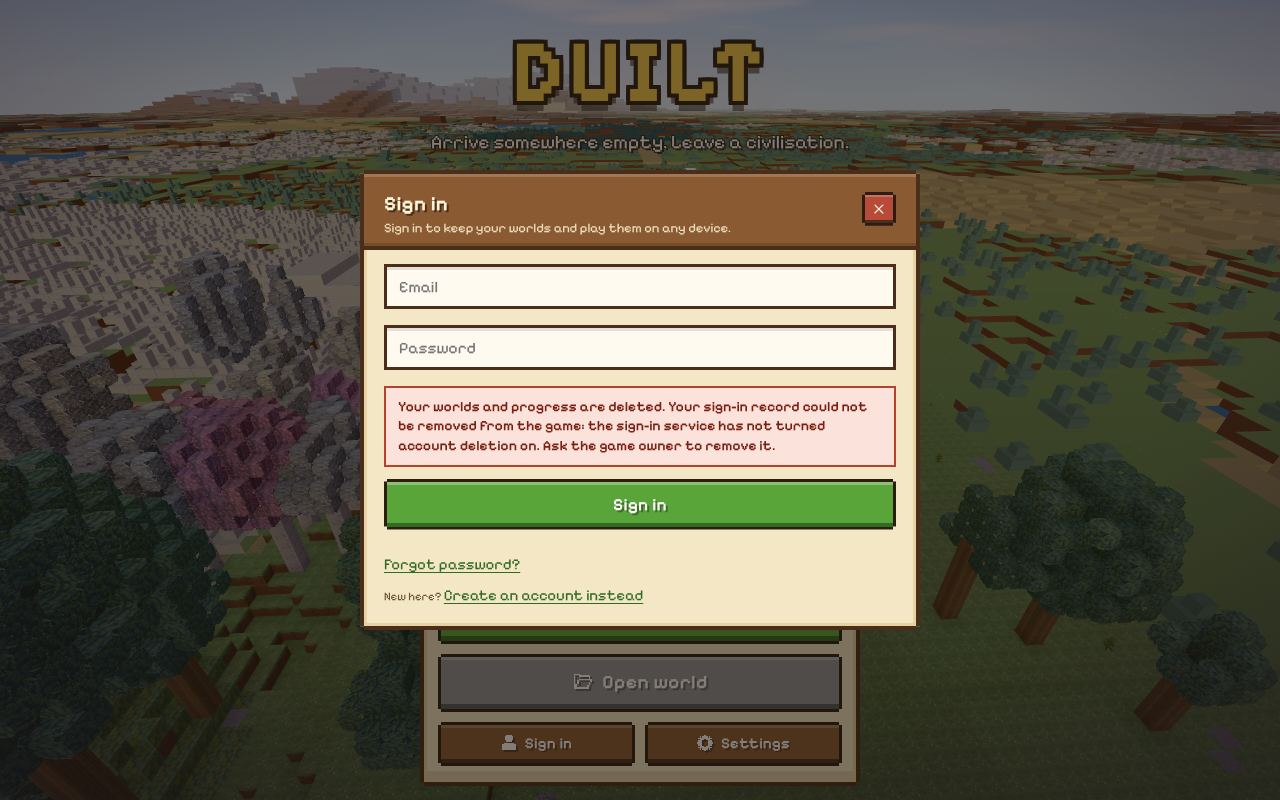 DUILT
Arrive somewhere empty. Leave a civilisation.
Sign in
Sign in to keep your worlds and play them on any device.
Email
Password
Your worlds and progress are deleted. Your sign-in record could not
be removed from the game: the sign-in service has not turned
account deletion on. Ask the game owner to remove it.
Sign in
Forgot password?
New here? Create an account instead
Open world
Sign in
Settings